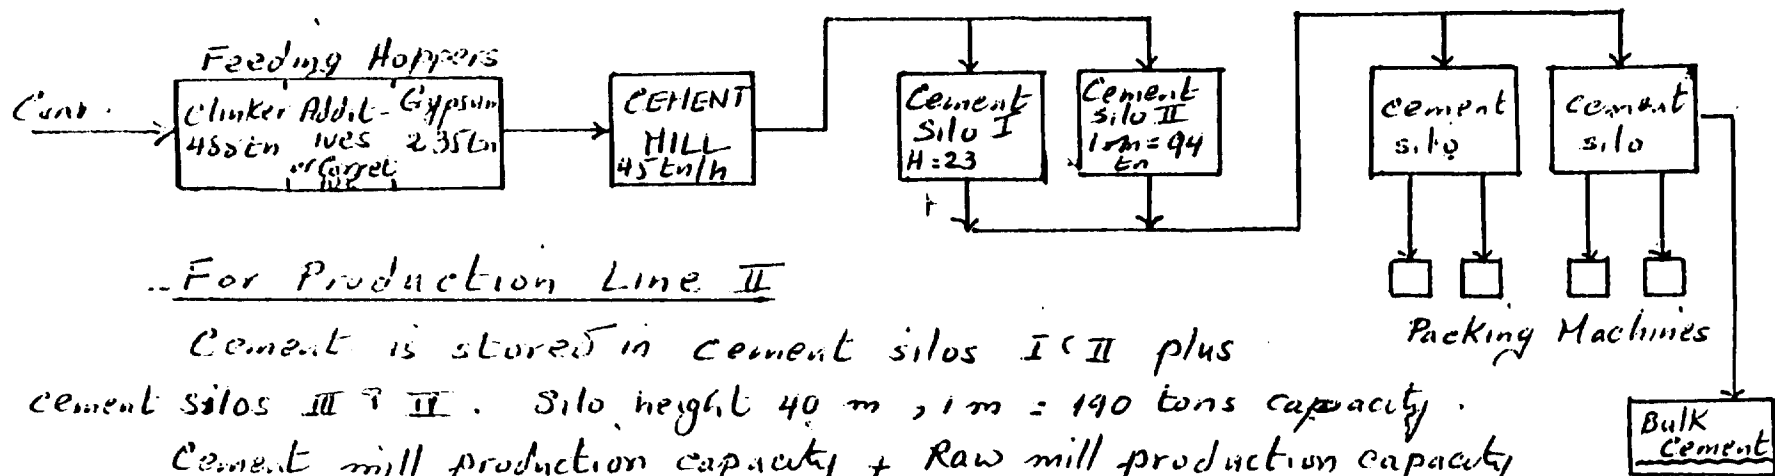 Feeding Hoppers
Clinker Addit- Gypsum
ives 235tn
CEMENT
MILL
45tn/h
Cement
Silo I
H=23
Cement
silo II
1m=94
tn
cement
silo
cement
silo
Packing Machines
Bulk
Cement
For Production Line II
Cement is stored in cement silos I & II plus
cement silos III & II. Silo height 40 m, 1m = 190 tons capacity.
Cement mill production capacity + Raw mill production capacity